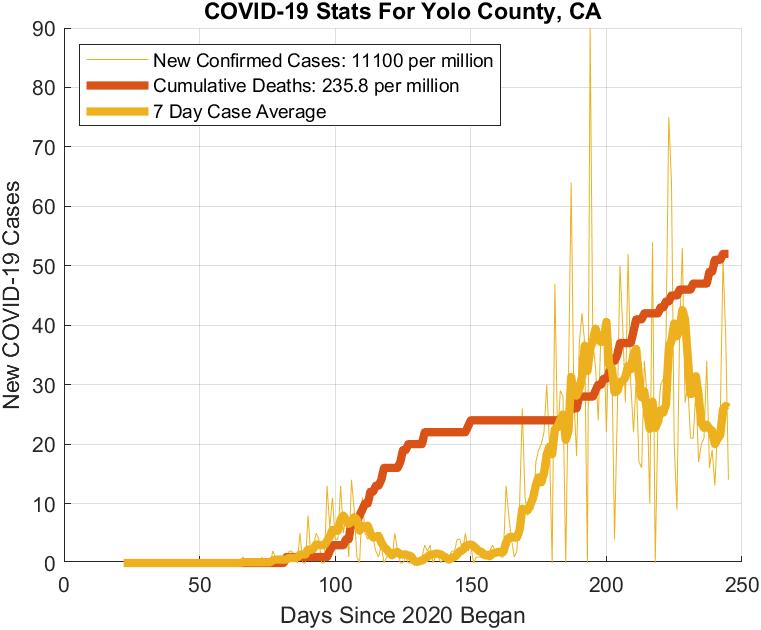 COVID-19 Stats For Yolo County, CA
New Confirmed Cases: 11100 per million
Cumulative Deaths: 235.8 per million
7 Day Case Average
New COVID-19 Cases
90
80
70
60
50
40
30
20
10
0
0 50 100 150 200 250
Days Since 2020 Began